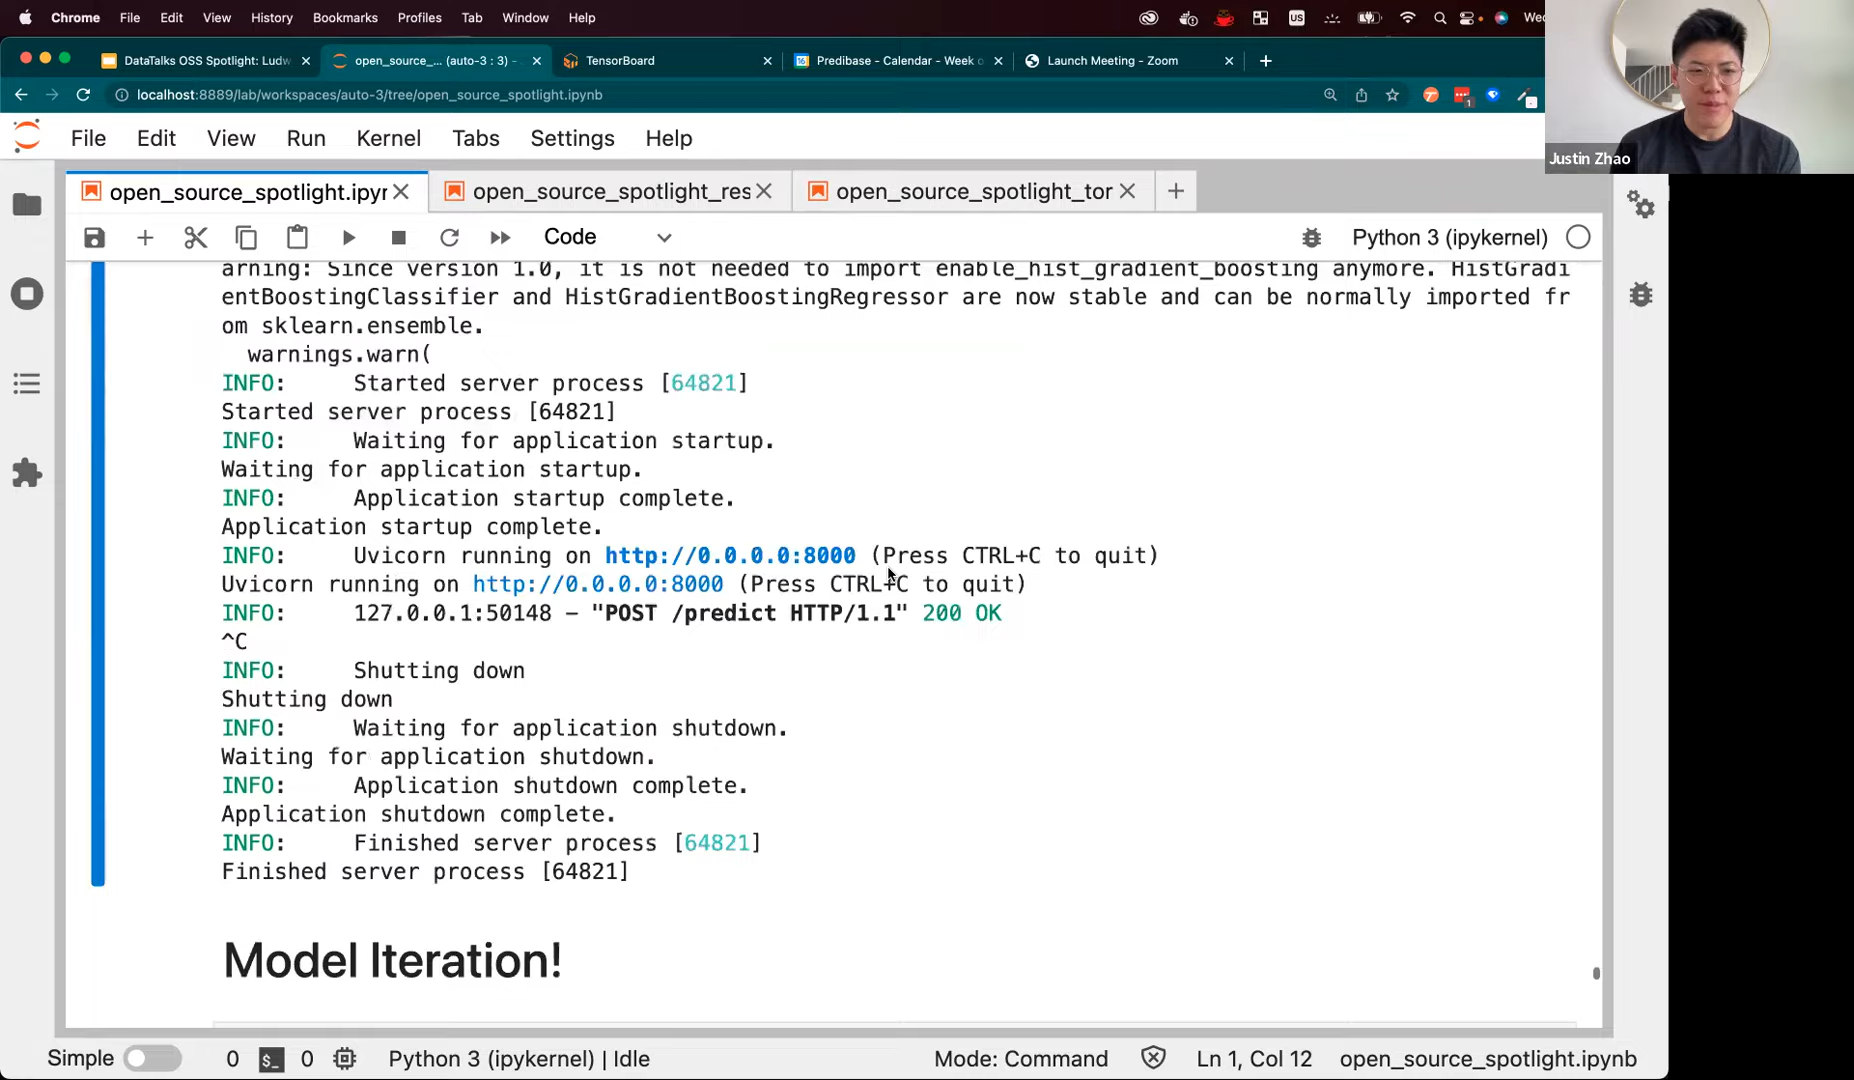 Chrome File Edit View History Bookmarks Profiles Tab Window Help US Wed
DataTalks OSS Spotlight: Ludw open_source_... (auto-3 : 3) - TensorBoard Predibase - Calendar - Week o Launch Meeting - Zoom
localhost:8889/lab/workspaces/auto-3/tree/open_source_spotlight.ipynb
File Edit View Run Kernel Tabs Settings Help
Justin Zhao
open_source_spotlight.ipyr open_source_spotlight_res open_source_spotlight_tor
Code Python 3 (ipykernel)
arning: Since version 1.0, it is not needed to import enable_hist_gradient_boosting anymore. HistGradi
entBoostingClassifier and HistGradientBoostingRegressor are now stable and can be normally imported fr
om sklearn.ensemble.
warnings.warn(
INFO: Started server process [64821]
Started server process [64821]
INFO: Waiting for application startup.
Waiting for application startup.
INFO: Application startup complete.
Application startup complete.
INFO: Uvicorn running on http://0.0.0.0:8000 (Press CTRL+C to quit)
Uvicorn running on http://0.0.0.0:8000 (Press CTRL+C to quit)
INFO: 127.0.0.1:50148 - "POST /predict HTTP/1.1" 200 OK
^C
INFO: Shutting down
Shutting down
INFO: Waiting for application shutdown.
Waiting for application shutdown.
INFO: Application shutdown complete.
Application shutdown complete.
INFO: Finished server process [64821]
Finished server process [64821]
Model Iteration!
Simple 0 0 Python 3 (ipykernel) | Idle Mode: Command Ln 1, Col 12 open_source_spotlight.ipynb